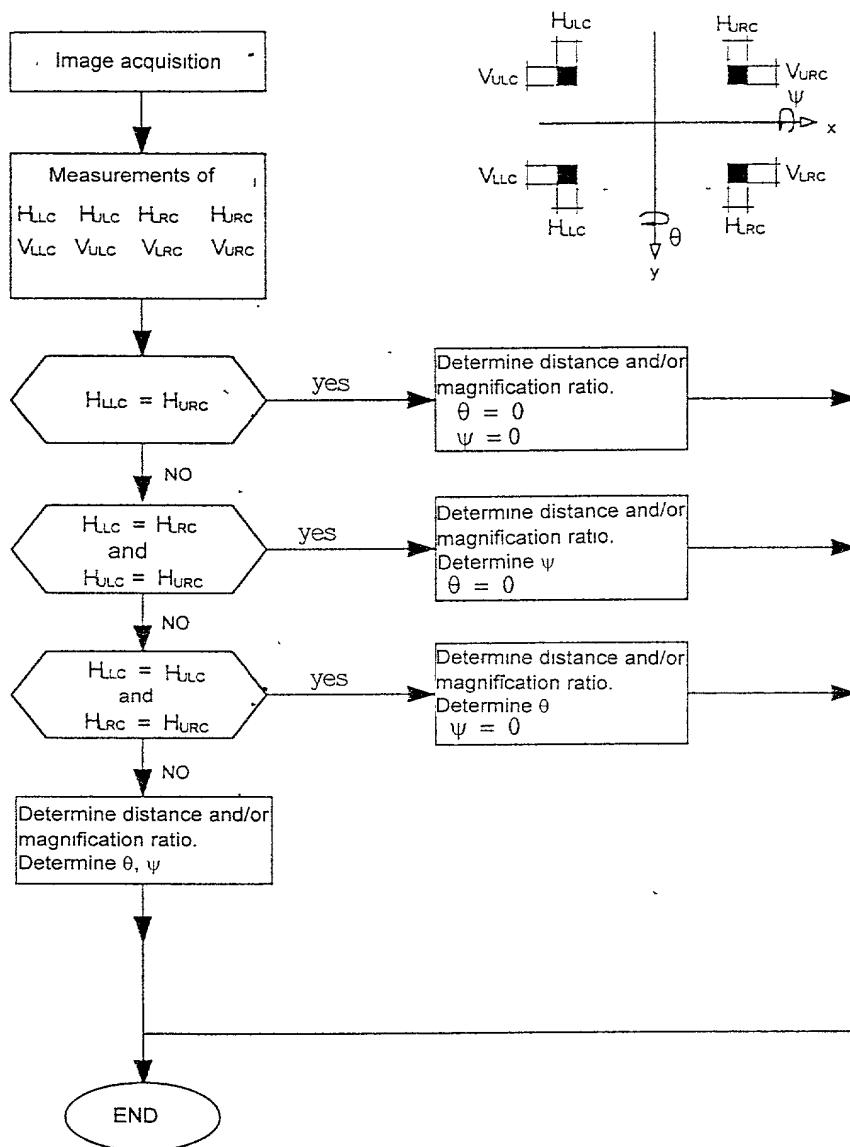 Image acquisition
Measurements of
HLLC HULC HLRC HURC
VLLC VULC VLRC VURC
HULC HURC
VULC VURC
ψ
x
VLLC VLRC
HLLC HLRC
θ
y
HLLC = HURC
yes
Determine distance and/or
magnification ratio.
θ = 0
ψ = 0
NO
HLLC = HLRC
and
HULC = HURC
yes
Determine distance and/or
magnification ratio.
Determine ψ
θ = 0
NO
HLLC = HULC
and
HLRC = HURC
yes
Determine distance and/or
magnification ratio.
Determine θ
ψ = 0
NO
Determine distance and/or
magnification ratio.
Determine θ, ψ
END